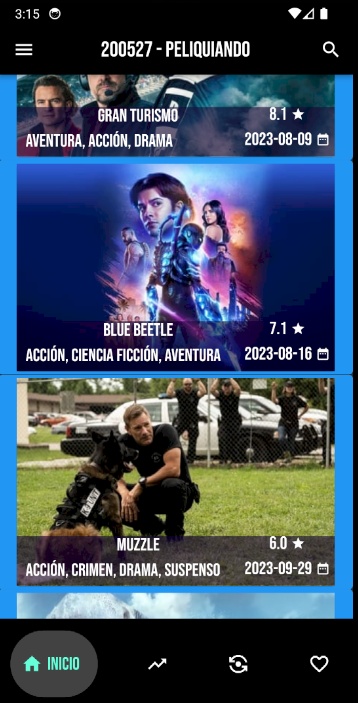 3:15
200527 - PELIQUIANDO
GRAN TURISMO 8.1
AVENTURA, ACCIÓN, DRAMA 2023-08-09
BLUE BEETLE 7.1
ACCIÓN, CIENCIA FICCIÓN, AVENTURA 2023-08-16
MUZZLE 6.0
ACCIÓN, CRIMEN, DRAMA, SUSPENSO 2023-09-29
INICIO